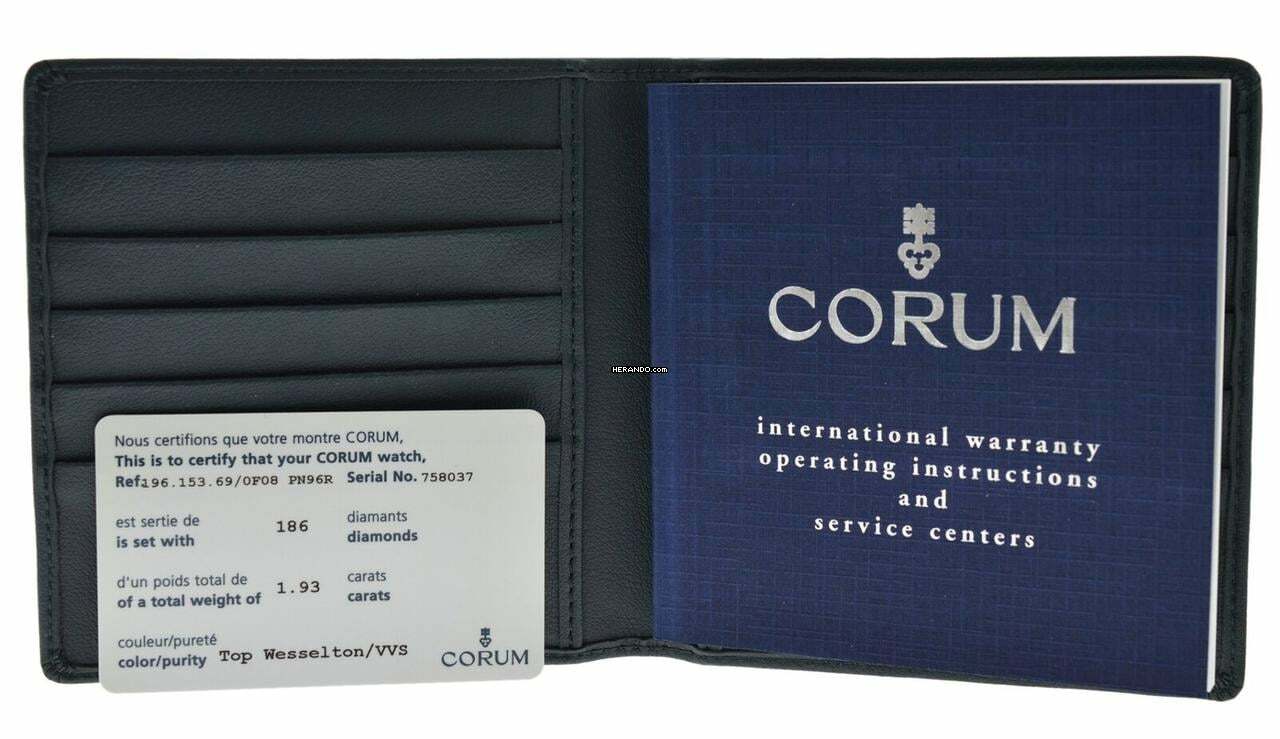 Nous certifions que votre montre CORUM,
This is to certify that your CORUM watch,
Ref.196.153.69/0F08 PN96R Serial No. 758037
est sertie de 186 diamants
is set with diamonds
d'un poids total de 1.93 carats
of a total weight of carats
couleur/pureté
color/purity Top Wesselton/VVS
CORUM
HERANDO.com
CORUM
international warranty
operating instructions
and
service centers